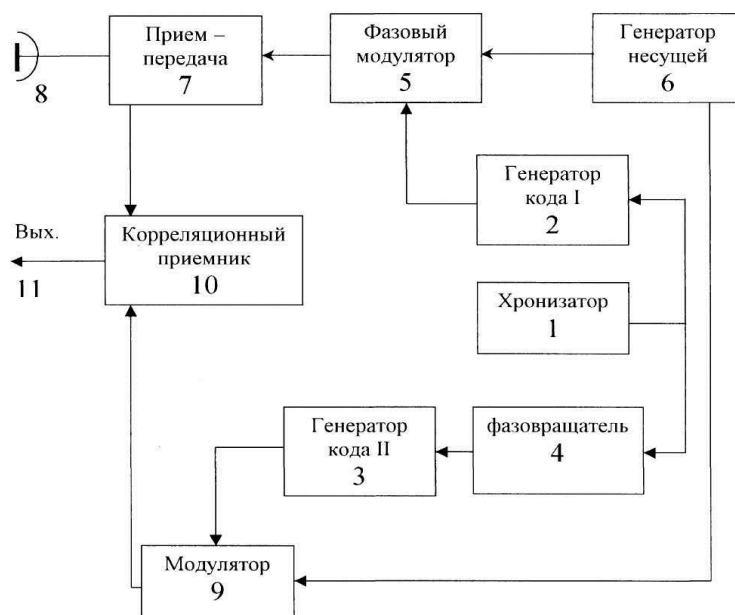 Прием –
передача
7
Фазовый
модулятор
5
Генератор
несущей
6
8
Генератор
кода I
2
Вых.
11
Корреляционный
приемник
10
Хронизатор
1
Генератор
кода II
3
фазовращатель
4
Модулятор
9